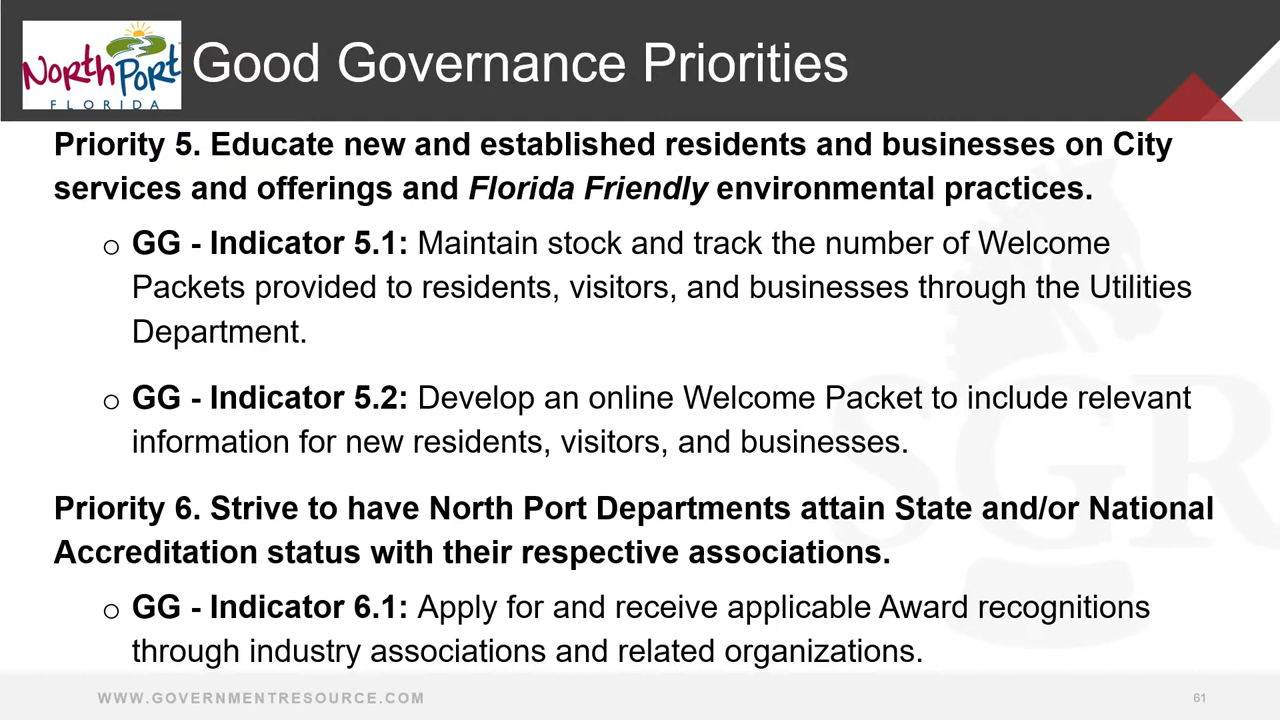 North Port
FLORIDA
Good Governance Priorities
Priority 5. Educate new and established residents and businesses on City
services and offerings and Florida Friendly environmental practices.
o GG - Indicator 5.1: Maintain stock and track the number of Welcome
Packets provided to residents, visitors, and businesses through the Utilities
Department.
o GG - Indicator 5.2: Develop an online Welcome Packet to include relevant
information for new residents, visitors, and businesses.
Priority 6. Strive to have North Port Departments attain State and/or National
Accreditation status with their respective associations.
o GG - Indicator 6.1: Apply for and receive applicable Award recognitions
through industry associations and related organizations.
SGR
WWW.GOVERNMENTRESOURCE.COM
61